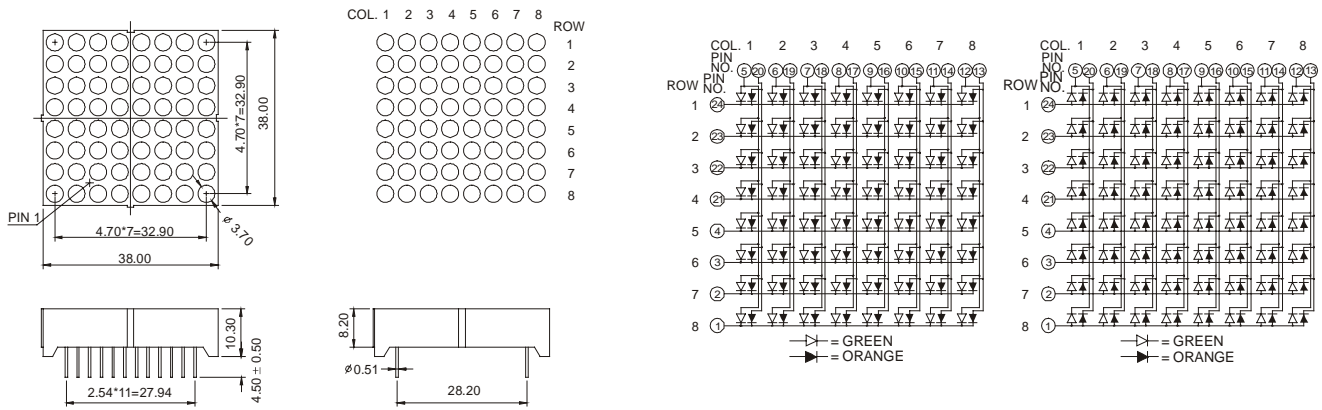 COL. 1 2 3 4 5 6 7 8
ROW
1
2
3
4
5
6
7
8
4.70*7=32.90
38.00
PIN 1
4.70*7=32.90
ø 3.70
38.00
10.30
4.50 ± 0.50
2.54*11=27.94
8.20
ø0.51
28.20
COL. 1 2 3 4 5 6 7 8
PIN NO. 5 20 6 19 7 18 8 17 9 16 10 15 11 14 12 13
ROW PIN NO.
1 24
2 23
3 22
4 21
5 4
6 3
7 2
8 1
= GREEN
= ORANGE
COL. 1 2 3 4 5 6 7 8
PIN NO. 5 20 6 19 7 18 8 17 9 16 10 15 11 14 12 13
ROW PIN NO.
1 24
2 23
3 22
4 21
5 4
6 3
7 2
8 1
= GREEN
= ORANGE